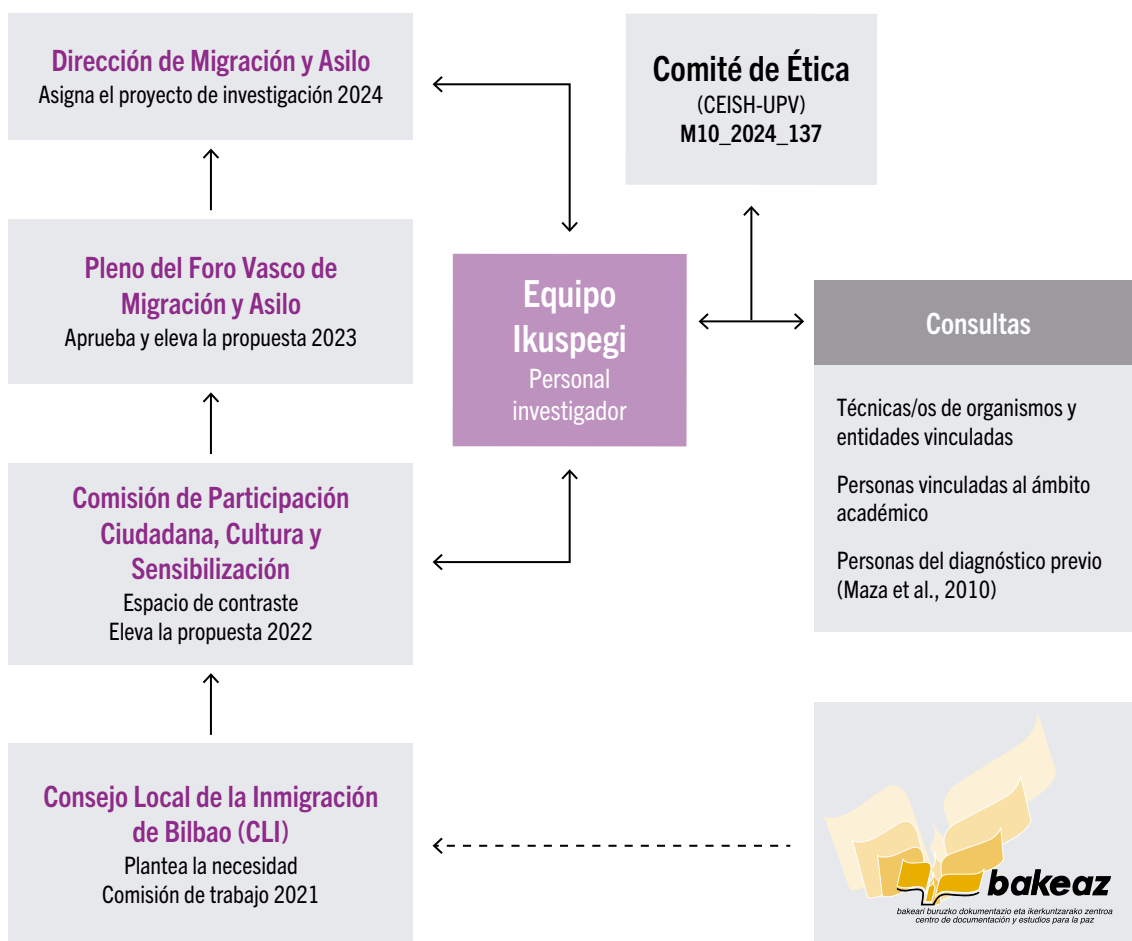 Dirección de Migración y Asilo
Asigna el proyecto de investigación 2024
Pleno del Foro Vasco de
Migración y Asilo
Aprueba y eleva la propuesta 2023
Comisión de Participación
Ciudadana, Cultura y
Sensibilización
Espacio de contraste
Eleva la propuesta 2022
Consejo Local de la Inmigración
de Bilbao (CLI)
Plantea la necesidad
Comisión de trabajo 2021
Equipo
Ikuspegi
Personal
investigador
Comité de Ética
(CEISH-UPV)
M10_2024_137
Consultas
Técnicas/os de organismos y
entidades vinculadas
Personas vinculadas al ámbito
académico
Personas del diagnóstico previo
(Maza et al., 2010)
bakeaz
bakeari buruzko dokumentazio eta ikerkuntzarako zentroa
centro de documentación y estudios para la paz